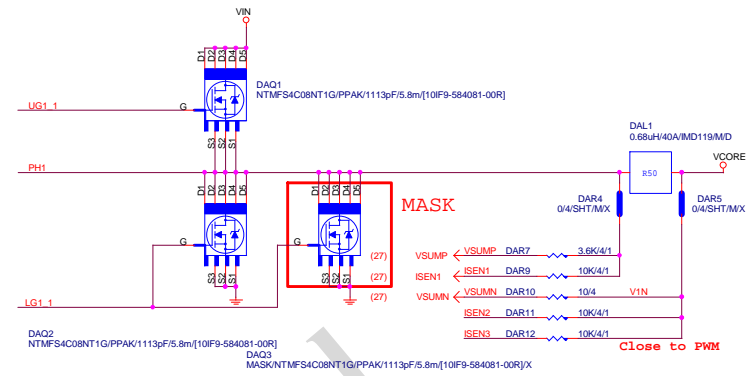 VIN
D1 D2 D3 D4 D5
DAQ1
NTMFS4C08NT1G/PPAK/1113pF/5.8m/[10IF9-584081-00R]
UG1_1
G
S3 S2 S1
DAL1
0.68uH/40A/IMD119/M/D
PH1
R50
VCORE
D1 D2 D3 D4 D5
D1 D2 D3 D4 D5
MASK
DAR4
0/4/SHT/M/X
DAR5
0/4/SHT/M/X
G
G
(27)
VSUMP VSUMP DAR7 3.6K/4/1
(27)
ISEN1 ISEN1 DAR9 10K/4/1
S3 S2 S1
S3 S2 S1
LG1_1
(27)
VSUMN VSUMN DAR10 10/4 V1N
ISEN2 DAR11 10K/4/1
ISEN3 DAR12 10K/4/1
Close to PWM
DAQ2
NTMFS4C08NT1G/PPAK/1113pF/5.8m/[10IF9-584081-00R]
DAQ3
MASK/NTMFS4C08NT1G/PPAK/1113pF/5.8m/[10IF9-584081-00R]/X